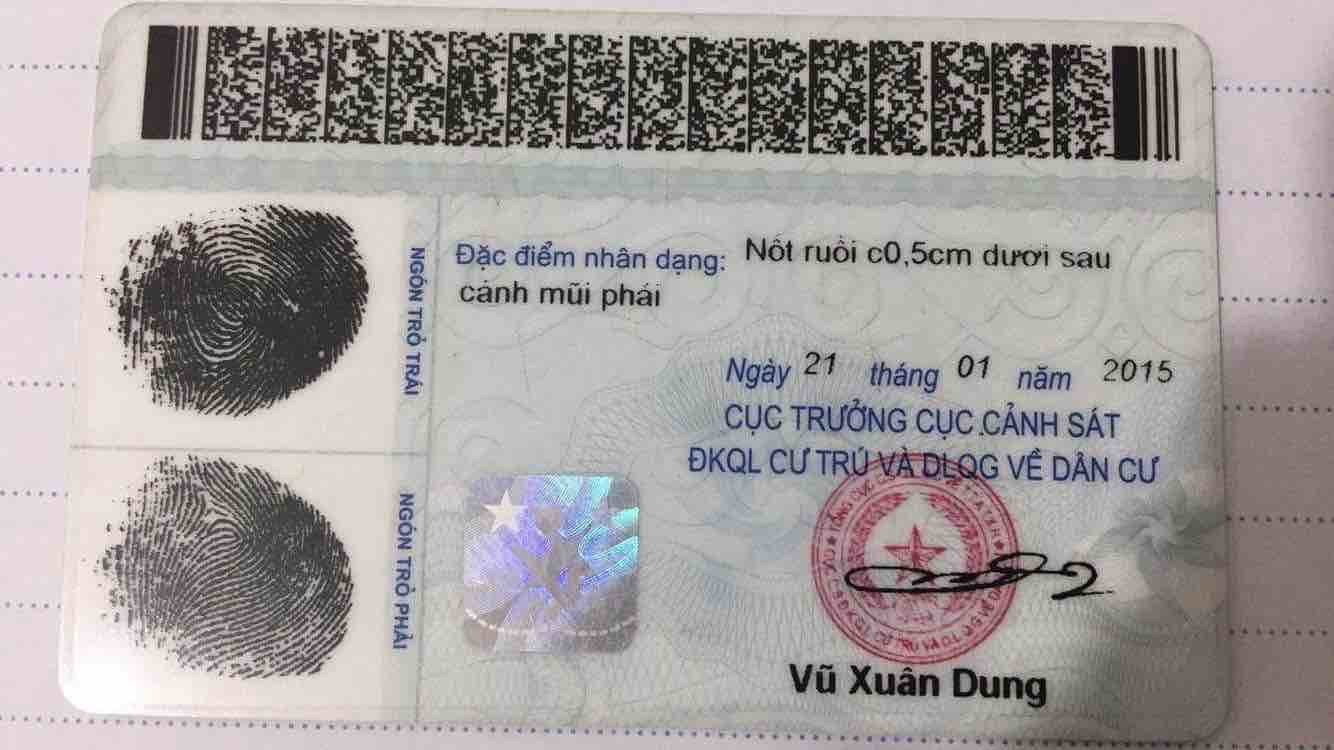 Đặc điểm nhân dạng: Nốt ruồi c0,5cm dưới sau
cánh mũi phải
NGÓN TRỎ TRÁI
Ngày 21 tháng 01 năm 2015
CỤC TRƯỞNG CỤC CẢNH SÁT
ĐKQL CƯ TRÚ VÀ DLQG VỀ DÂN CƯ
NGÓN TRỎ PHẢI
Vũ Xuân Dung